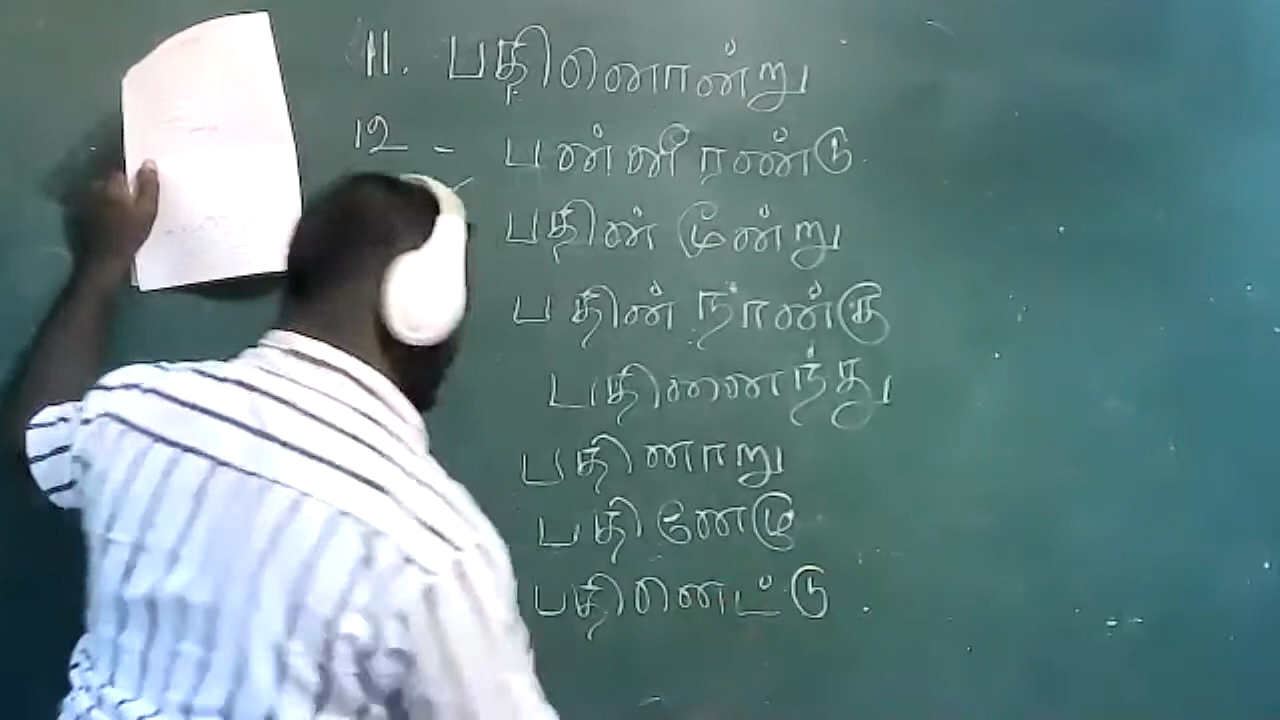 11. பதினொன்று
12 - பன்னீரண்டு
பதின் மூன்று
பதின் நான்கு
பதினைந்து
பதினாறு
பதினேழு
பதினெட்டு.